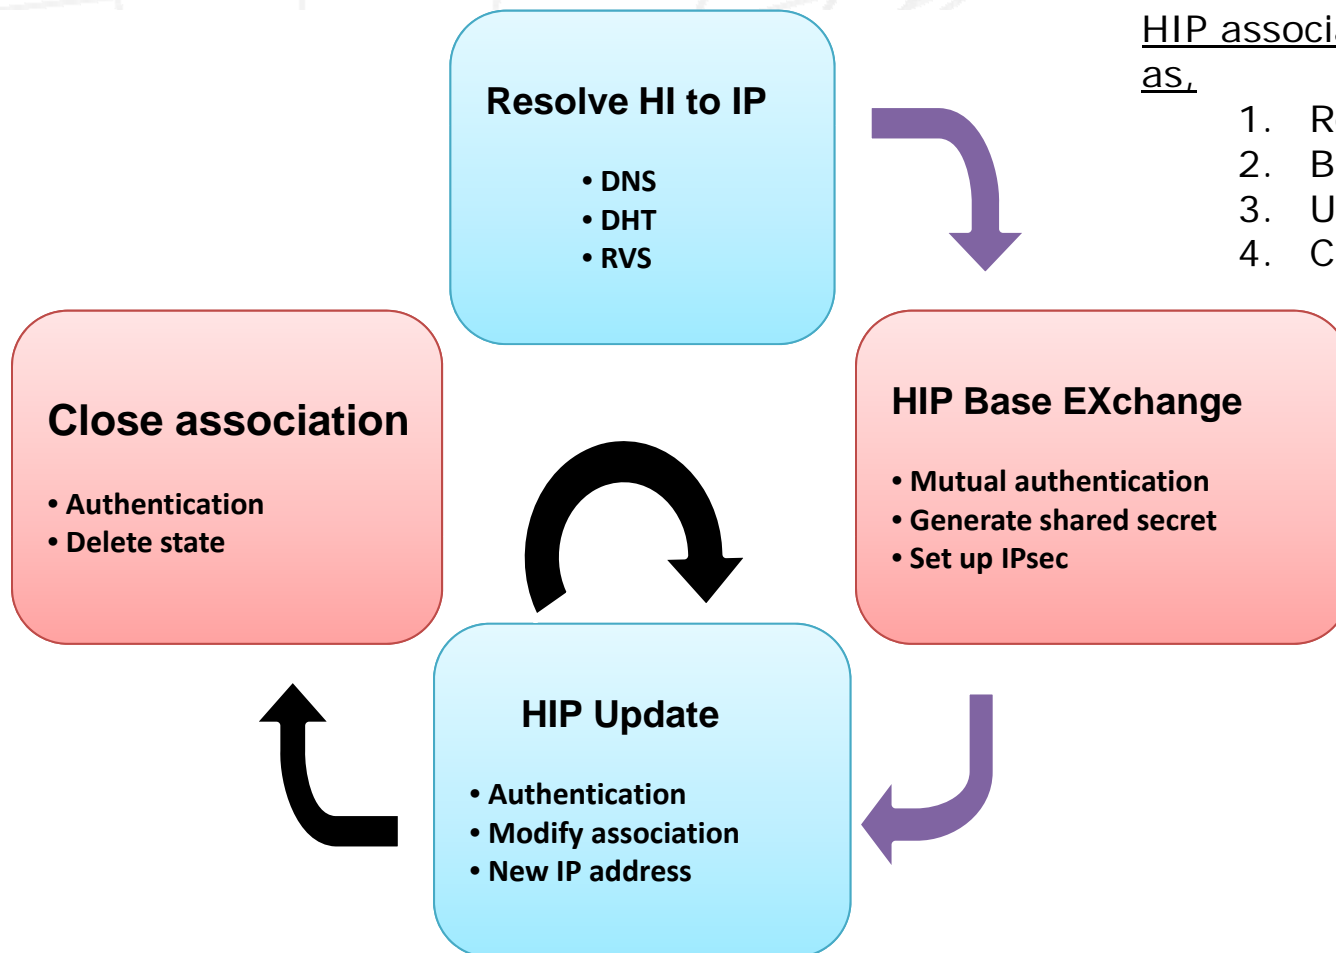 HIP
as,
1.
2.
3.
4.
Resolve HI to IP
• DNS
• DHT
• RVS
HIP Base EXchange
• Mutual authentication
• Generate shared secret
• Set up IPsec
HIP Update
• Authentication
• Modify association
• New IP address
Close association
• Authentication
• Delete state